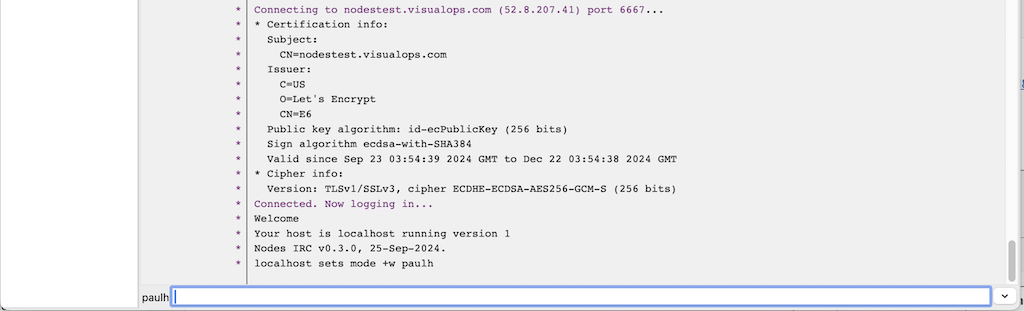 * Connecting to nodestest.visualops.com (52.8.207.41) port 6667...
* * Certification info:
* Subject:
* CN=nodestest.visualops.com
* Issuer:
* C=US
* O=Let's Encrypt
* CN=E6
* Public key algorithm: id-ecPublicKey (256 bits)
* Sign algorithm ecdsa-with-SHA384
* Valid since Sep 23 03:54:39 2024 GMT to Dec 22 03:54:38 2024 GMT
* * Cipher info:
* Version: TLSv1/SSLv3, cipher ECDHE-ECDSA-AES256-GCM-S (256 bits)
* Connected. Now logging in...
* Welcome
* Your host is localhost running version 1
* Nodes IRC v0.3.0, 25-Sep-2024.
* localhost sets mode +w paulh
paulh